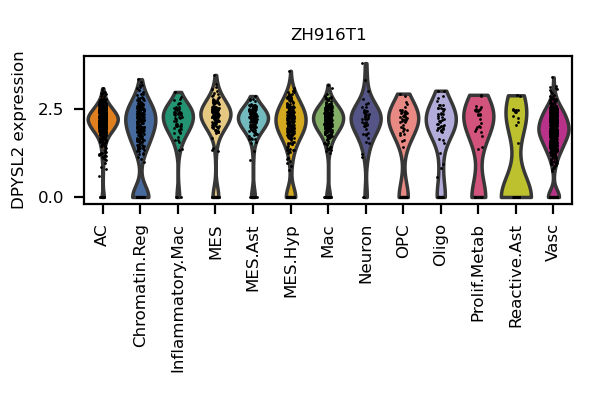 ZH916T1
DPYSL2 expression
2.5
0.0
AC
Chromatin.Reg
Inflammatory.Mac
MES
MES.Ast
MES.Hyp
Mac
Neuron
OPC
Oligo
Prolif.Metab
Reactive.Ast
Vasc